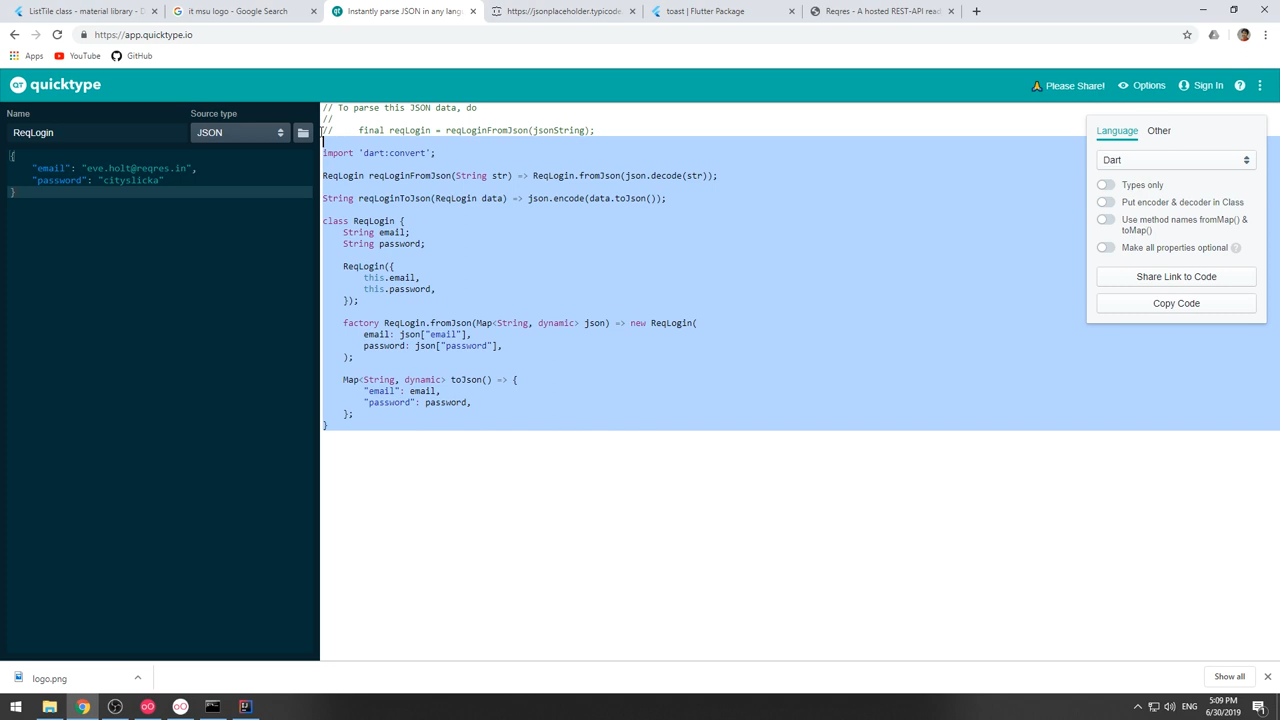 ListTile class - material library - D
it msu logo - Google Search
Instantly parse JSON in any lang
https://jsonplaceholder.typicode.
toast | Flutter Package
Reqres - A hosted REST-API read
https://app.quicktype.io
Apps
YouTube
GitHub
quicktype
Please Share!
Options
Sign In
Name
Source type
ReqLogin
JSON
{
"email": "eve.holt@reqres.in",
"password": "cityslicka"
}
// To parse this JSON data, do
//
// final reqLogin = reqLoginFromJson(jsonString);
import 'dart:convert';
ReqLogin reqLoginFromJson(String str) => ReqLogin.fromJson(json.decode(str));
String reqLoginToJson(ReqLogin data) => json.encode(data.toJson());
class ReqLogin {
String email;
String password;
ReqLogin({
this.email,
this.password,
});
factory ReqLogin.fromJson(Map<String, dynamic> json) => new ReqLogin(
email: json["email"],
password: json["password"],
);
Map<String, dynamic> toJson() => {
"email": email,
"password": password,
};
}
Language
Other
Dart
Types only
Put encoder & decoder in Class
Use method names fromMap() &
toMap()
Make all properties optional
Share Link to Code
Copy Code
logo.png
Show all
ENG
5:09 PM
6/30/2019